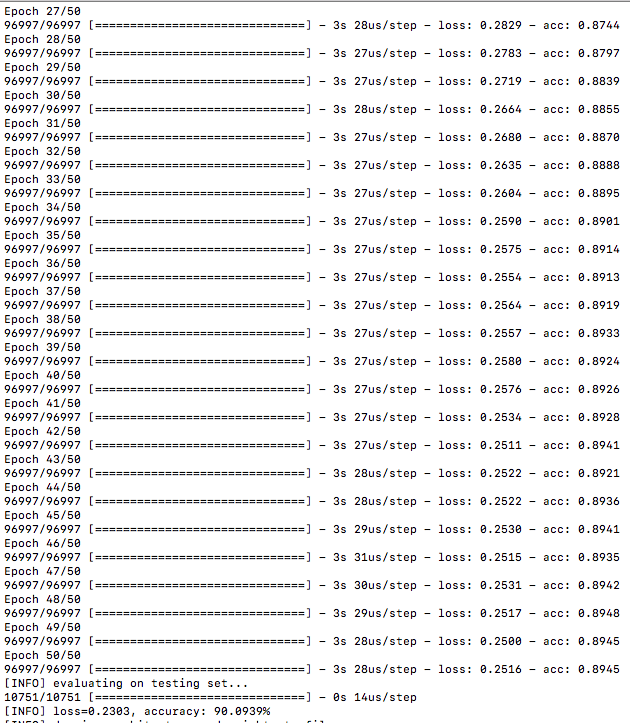 Epoch 27/50
96997/96997 [==============================] - 3s 28us/step - loss: 0.2829 - acc: 0.8744
Epoch 28/50
96997/96997 [==============================] - 3s 27us/step - loss: 0.2783 - acc: 0.8797
Epoch 29/50
96997/96997 [==============================] - 3s 27us/step - loss: 0.2719 - acc: 0.8839
Epoch 30/50
96997/96997 [==============================] - 3s 28us/step - loss: 0.2664 - acc: 0.8855
Epoch 31/50
96997/96997 [==============================] - 3s 27us/step - loss: 0.2680 - acc: 0.8870
Epoch 32/50
96997/96997 [==============================] - 3s 27us/step - loss: 0.2635 - acc: 0.8888
Epoch 33/50
96997/96997 [==============================] - 3s 27us/step - loss: 0.2604 - acc: 0.8895
Epoch 34/50
96997/96997 [==============================] - 3s 27us/step - loss: 0.2590 - acc: 0.8901
Epoch 35/50
96997/96997 [==============================] - 3s 27us/step - loss: 0.2575 - acc: 0.8914
Epoch 36/50
96997/96997 [==============================] - 3s 27us/step - loss: 0.2554 - acc: 0.8913
Epoch 37/50
96997/96997 [==============================] - 3s 27us/step - loss: 0.2564 - acc: 0.8919
Epoch 38/50
96997/96997 [==============================] - 3s 27us/step - loss: 0.2557 - acc: 0.8933
Epoch 39/50
96997/96997 [==============================] - 3s 27us/step - loss: 0.2580 - acc: 0.8924
Epoch 40/50
96997/96997 [==============================] - 3s 27us/step - loss: 0.2576 - acc: 0.8926
Epoch 41/50
96997/96997 [==============================] - 3s 27us/step - loss: 0.2534 - acc: 0.8928
Epoch 42/50
96997/96997 [==============================] - 3s 27us/step - loss: 0.2511 - acc: 0.8941
Epoch 43/50
96997/96997 [==============================] - 3s 28us/step - loss: 0.2522 - acc: 0.8921
Epoch 44/50
96997/96997 [==============================] - 3s 28us/step - loss: 0.2522 - acc: 0.8936
Epoch 45/50
96997/96997 [==============================] - 3s 29us/step - loss: 0.2530 - acc: 0.8941
Epoch 46/50
96997/96997 [==============================] - 3s 31us/step - loss: 0.2515 - acc: 0.8935
Epoch 47/50
96997/96997 [==============================] - 3s 30us/step - loss: 0.2531 - acc: 0.8942
Epoch 48/50
96997/96997 [==============================] - 3s 29us/step - loss: 0.2517 - acc: 0.8948
Epoch 49/50
96997/96997 [==============================] - 3s 28us/step - loss: 0.2500 - acc: 0.8945
Epoch 50/50
96997/96997 [==============================] - 3s 28us/step - loss: 0.2516 - acc: 0.8945
[INFO] evaluating on testing set...
10751/10751 [==============================] - 0s 14us/step
[INFO] loss=0.2303, accuracy: 90.0939%